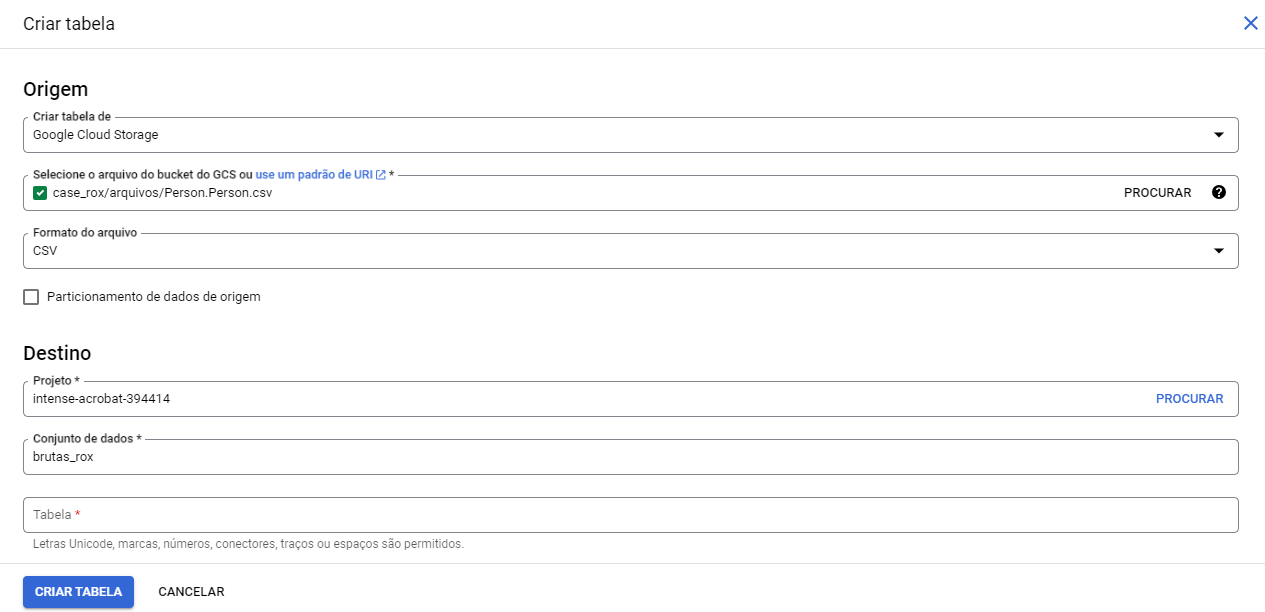 Criar tabela
Origem
Criar tabela de
Google Cloud Storage
Selecione o arquivo do bucket do GCS ou use um padrão de URI *
case_rox/arquivos/Person.Person.csv
PROCURAR
Formato do arquivo
CSV
Particionamento de dados de origem
Destino
Projeto *
intense-acrobat-394414
PROCURAR
Conjunto de dados *
brutas_rox
Tabela *
Letras Unicode, marcas, números, conectores, traços ou espaços são permitidos.
CRIAR TABELA
CANCELAR